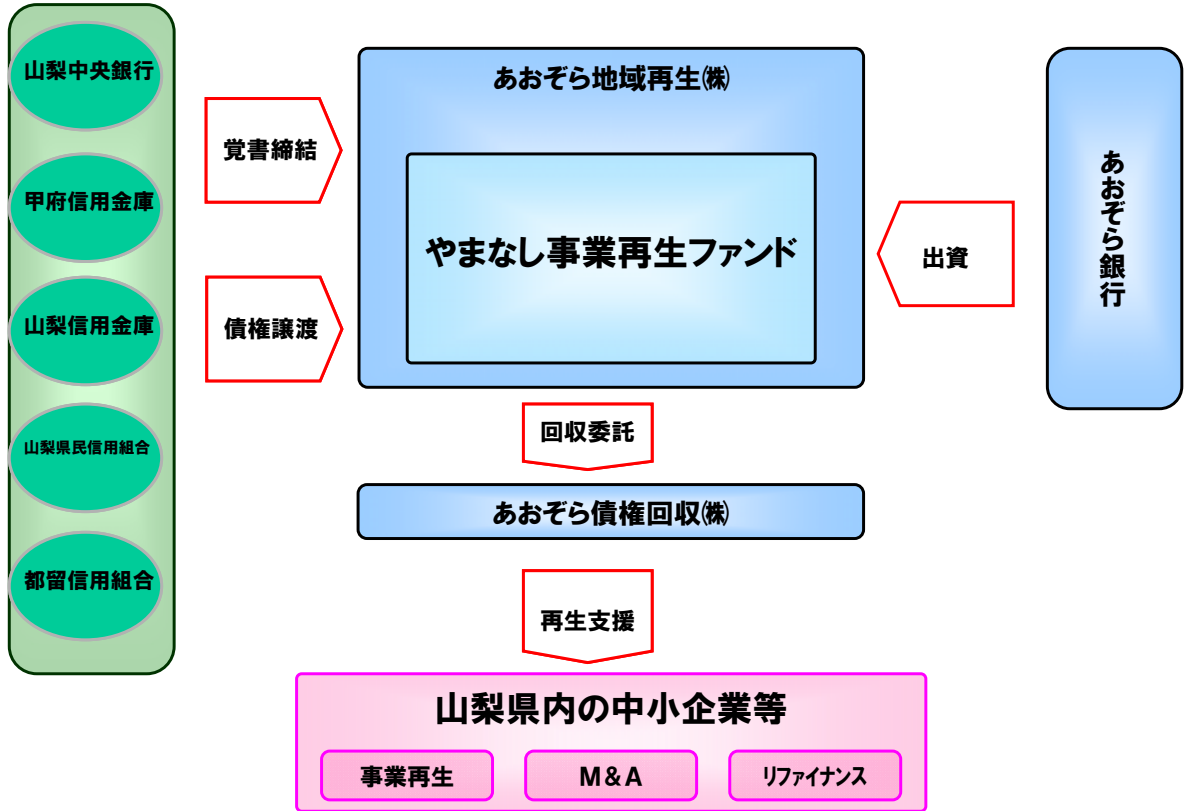 山梨中央銀行
甲府信用金庫
山梨信用金庫
山梨県民信用組合
都留信用組合
覚書締結
債権譲渡
あおぞら地域再生㈱
やまなし事業再生ファンド
出資
あおぞら銀行
回収委託
あおぞら債権回収㈱
再生支援
山梨県内の中小企業等
事業再生
M&A
リファイナンス